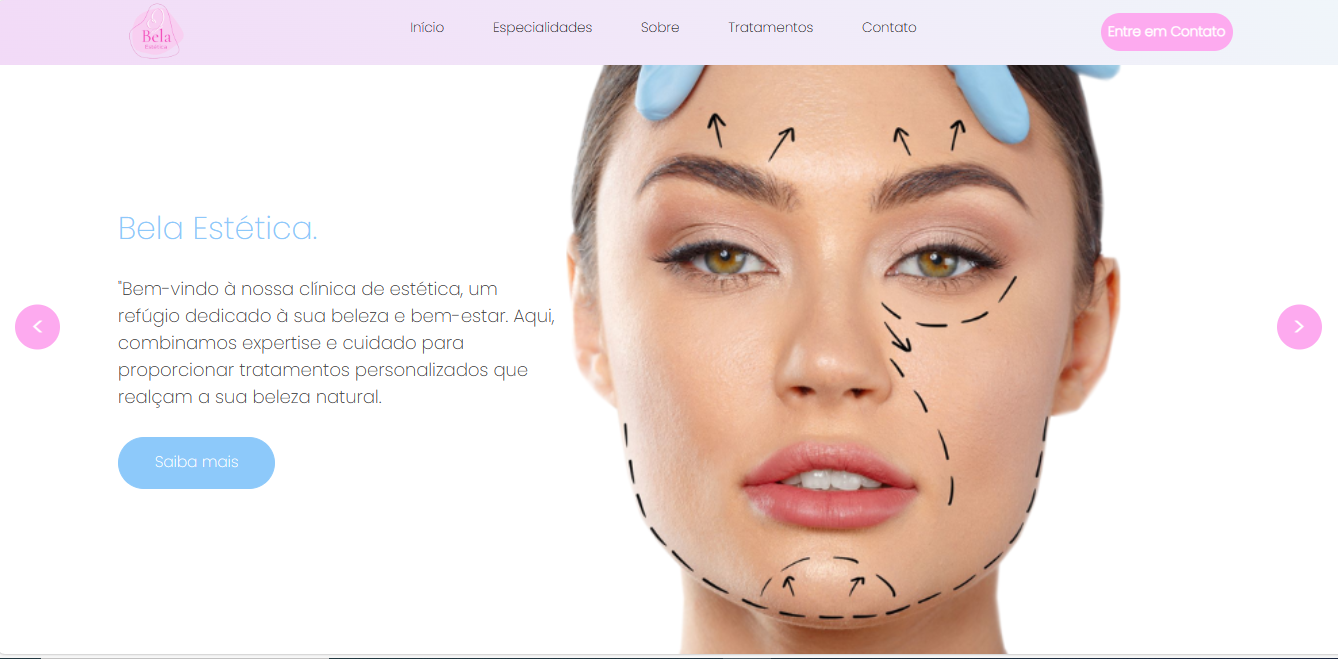 Bela
Estética
Início
Especialidades
Sobre
Tratamentos
Contato
Entre em Contato
Bela Estética.
"Bem-vindo à nossa clínica de estética, um
refúgio dedicado à sua beleza e bem-estar. Aqui,
combinamos expertise e cuidado para
proporcionar tratamentos personalizados que
realçam a sua beleza natural.
<
>
Saiba mais